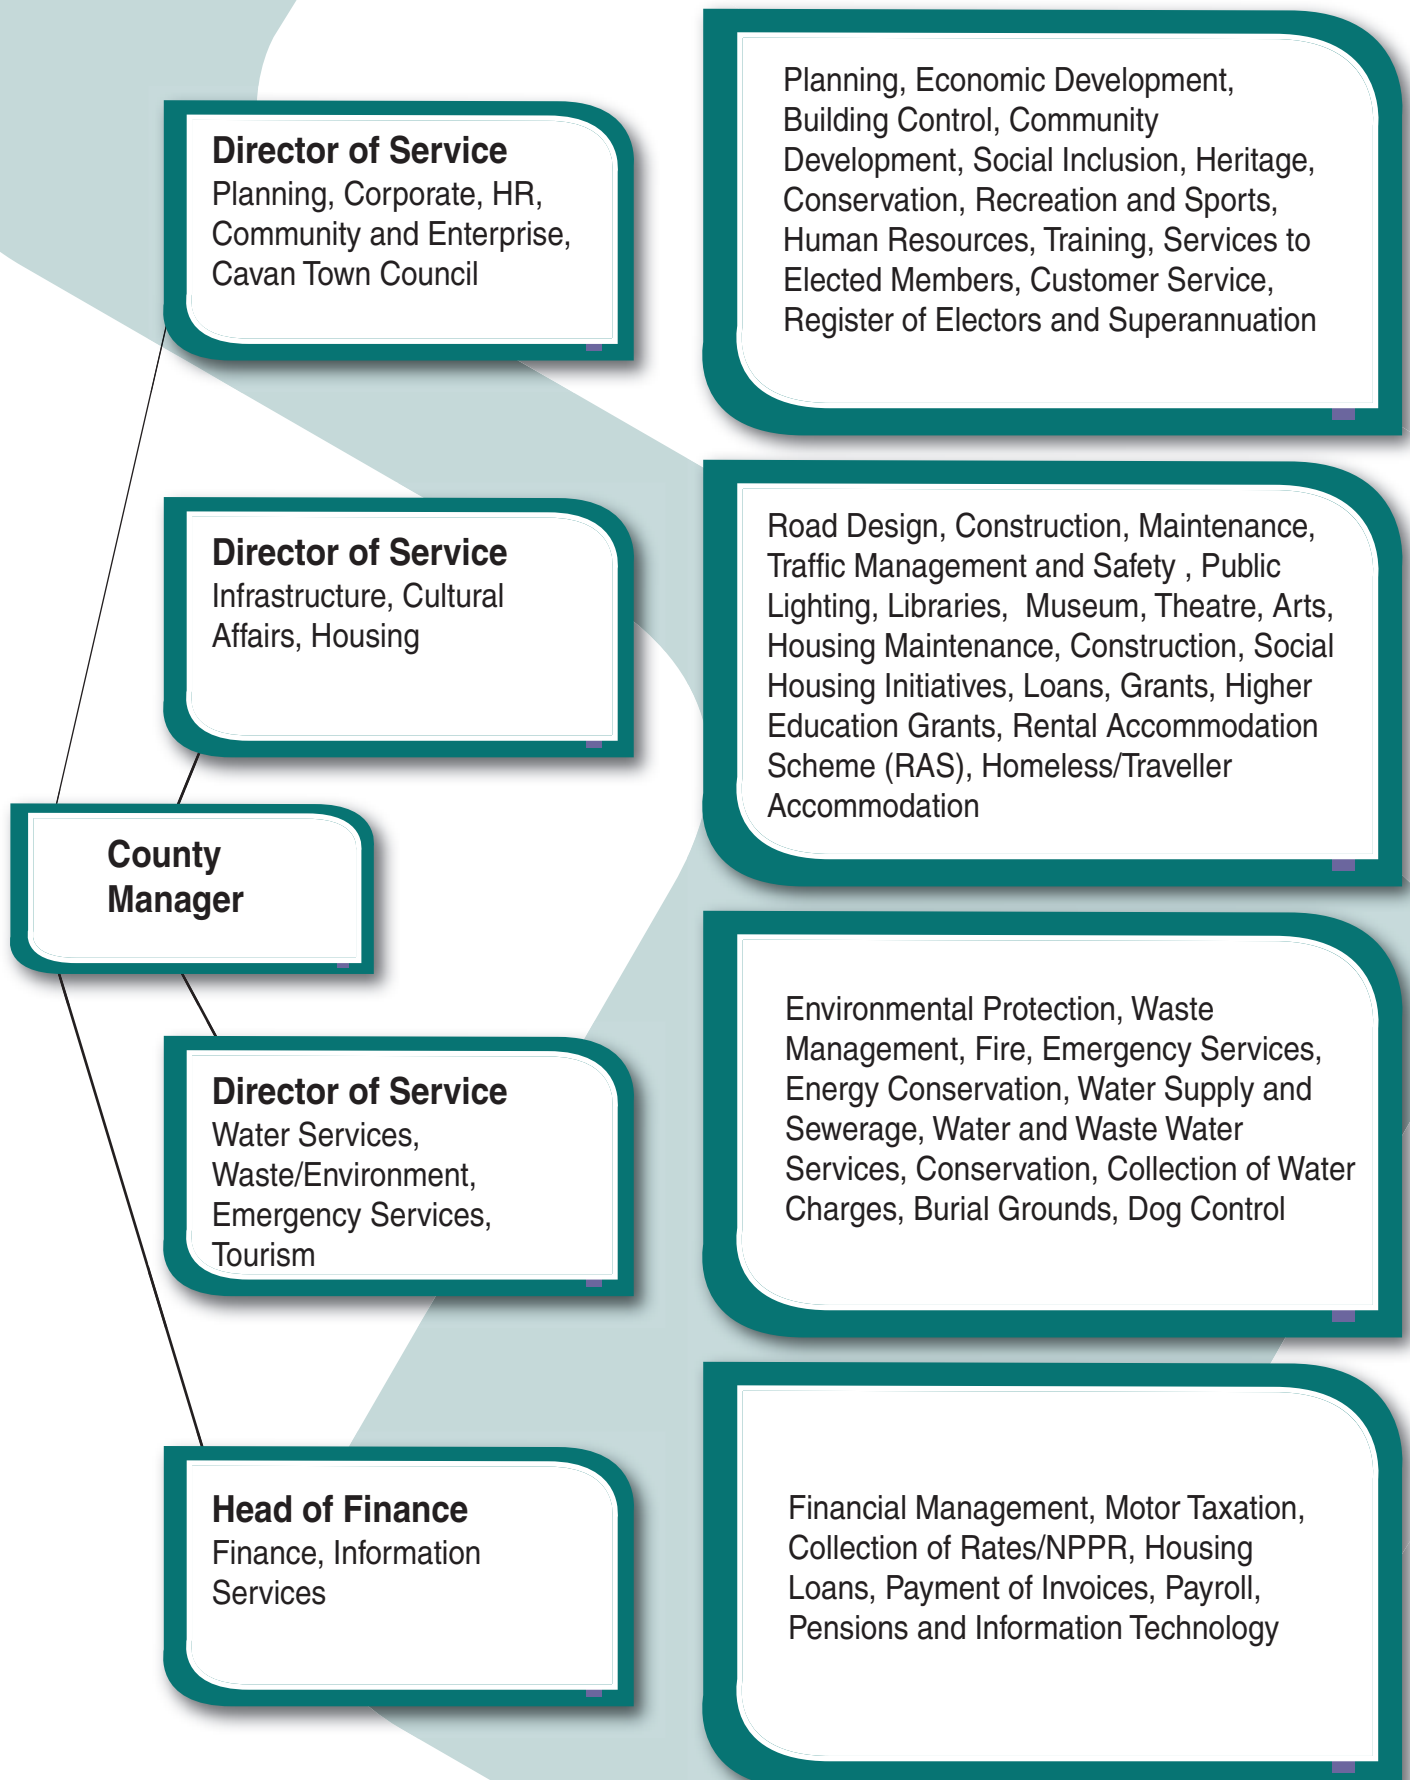 Director of Service
Planning, Corporate, HR,
Community and Enterprise,
Cavan Town Council
Planning, Economic Development,
Building Control, Community
Development, Social Inclusion, Heritage,
Conservation, Recreation and Sports,
Human Resources, Training, Services to
Elected Members, Customer Service,
Register of Electors and Superannuation
Director of Service
Infrastructure, Cultural
Affairs, Housing
Road Design, Construction, Maintenance,
Traffic Management and Safety , Public
Lighting, Libraries,  Museum, Theatre, Arts,
Housing Maintenance, Construction, Social
Housing Initiatives, Loans, Grants, Higher
Education Grants, Rental Accommodation
Scheme (RAS), Homeless/Traveller
Accommodation
County
Manager
Director of Service
Water Services,
Waste/Environment,
Emergency Services,
Tourism
Environmental Protection, Waste
Management, Fire, Emergency Services,
Energy Conservation, Water Supply and
Sewerage, Water and Waste Water
Services, Conservation, Collection of Water
Charges, Burial Grounds, Dog Control
Head of Finance
Finance, Information
Services
Financial Management, Motor Taxation,
Collection of Rates/NPPR, Housing
Loans, Payment of Invoices, Payroll,
Pensions and Information Technology